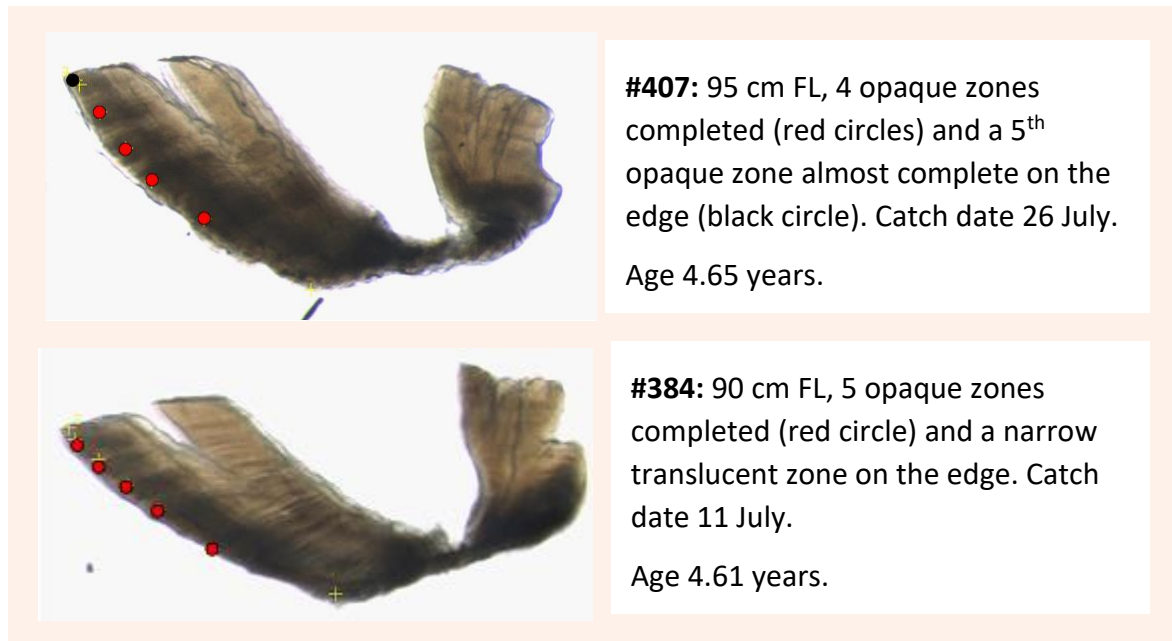 #407: 95 cm FL, 4 opaque zones
completed (red circles) and a 5th
opaque zone almost complete on the
edge (black circle). Catch date 26 July.
Age 4.65 years.
#384: 90 cm FL, 5 opaque zones
completed (red circle) and a narrow
translucent zone on the edge. Catch
date 11 July.
Age 4.61 years.